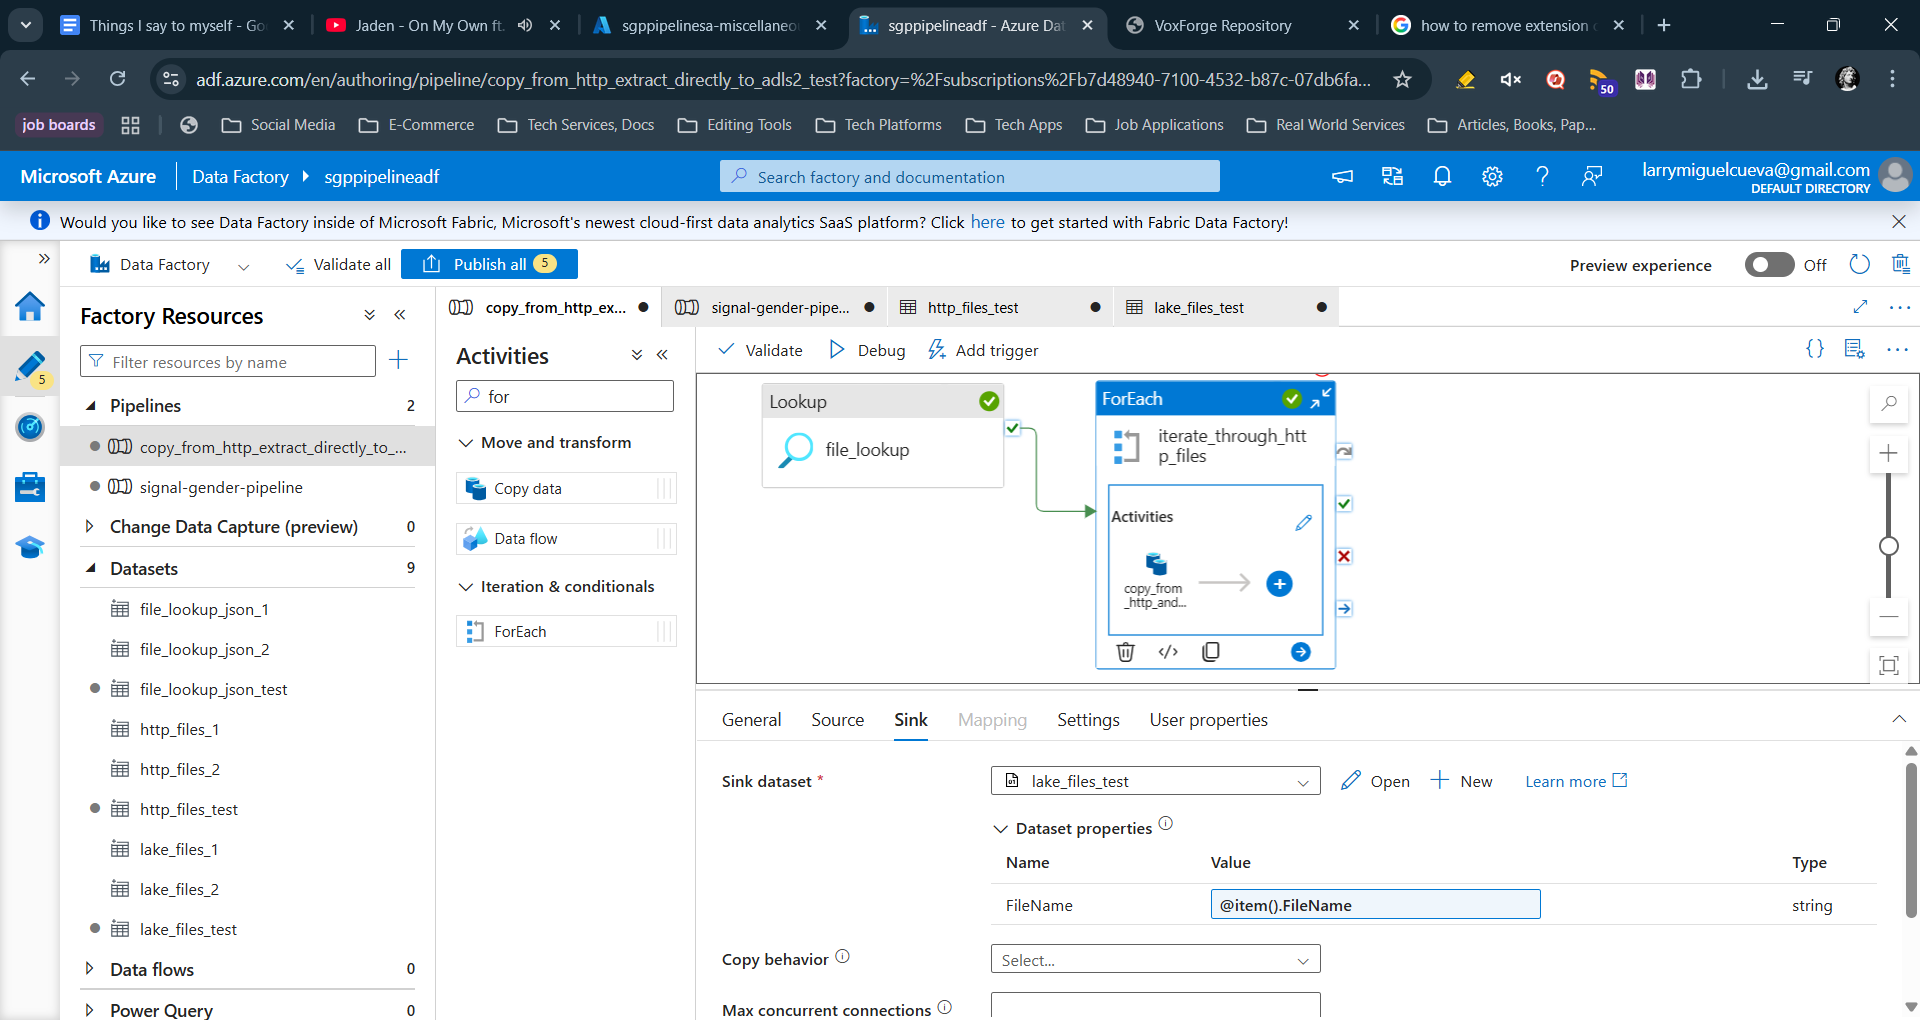 Things I say to myself - Go
Jaden - On My Own ft.
sgppipelinesa-miscellaneo
sgppipelineadf - Azure Dat
VoxForge Repository
how to remove extension
adf.azure.com/en/authoring/pipeline/copy_from_http_extract_directly_to_adls2_test?factory=%2Fsubscriptions%2Fb7d48940-7100-4532-b87c-07db6fa...
50
job boards
Social Media
E-Commerce
Tech Services, Docs
Editing Tools
Tech Platforms
Tech Apps
Job Applications
Real World Services
Articles, Books, Pap...
Microsoft Azure
Data Factory
sgppipelineadf
Search factory and documentation
larrymiguelcueva@gmail.com
DEFAULT DIRECTORY
Would you like to see Data Factory inside of Microsoft Fabric, Microsoft's newest cloud-first data analytics SaaS platform? Click here to get started with Fabric Data Factory!
Data Factory
Validate all
Publish all 5
Preview experience
Off
5
Factory Resources
Filter resources by name
Pipelines 2
copy_from_http_extract_directly_to_...
signal-gender-pipeline
Change Data Capture (preview) 0
Datasets 9
file_lookup_json_1
file_lookup_json_2
file_lookup_json_test
http_files_1
http_files_2
http_files_test
lake_files_1
lake_files_2
lake_files_test
Data flows 0
Power Query 0
copy_from_http_ex...
signal-gender-pipe...
http_files_test
lake_files_test
Activities
for
Move and transform
Copy data
Data flow
Iteration & conditionals
ForEach
Validate
Debug
Add trigger
{}
Lookup
file_lookup
ForEach
iterate_through_htt
p_files
Activities
copy_from
_http_and...
</>
General
Source
Sink
Mapping
Settings
User properties
Sink dataset *
lake_files_test
Open
New
Learn more
Dataset properties
Name Value Type
FileName @item().FileName string
Copy behavior
Select...
Max concurrent connections